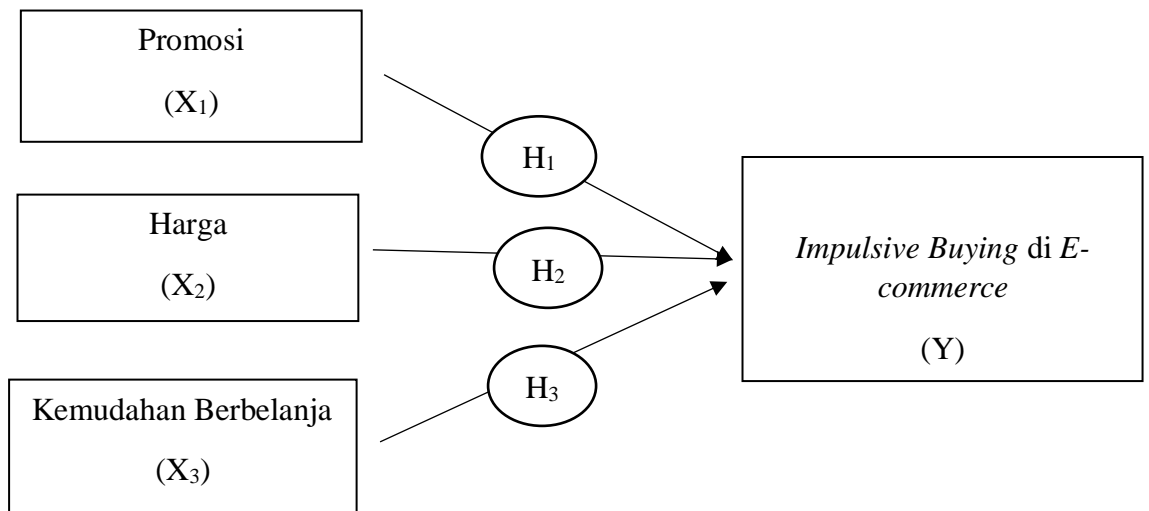 Promosi
(X₁)
H₁
Harga
(X₂)
H₂
Impulsive Buying di E-
commerce
(Y)
Kemudahan Berbelanja
(X₃)
H₃